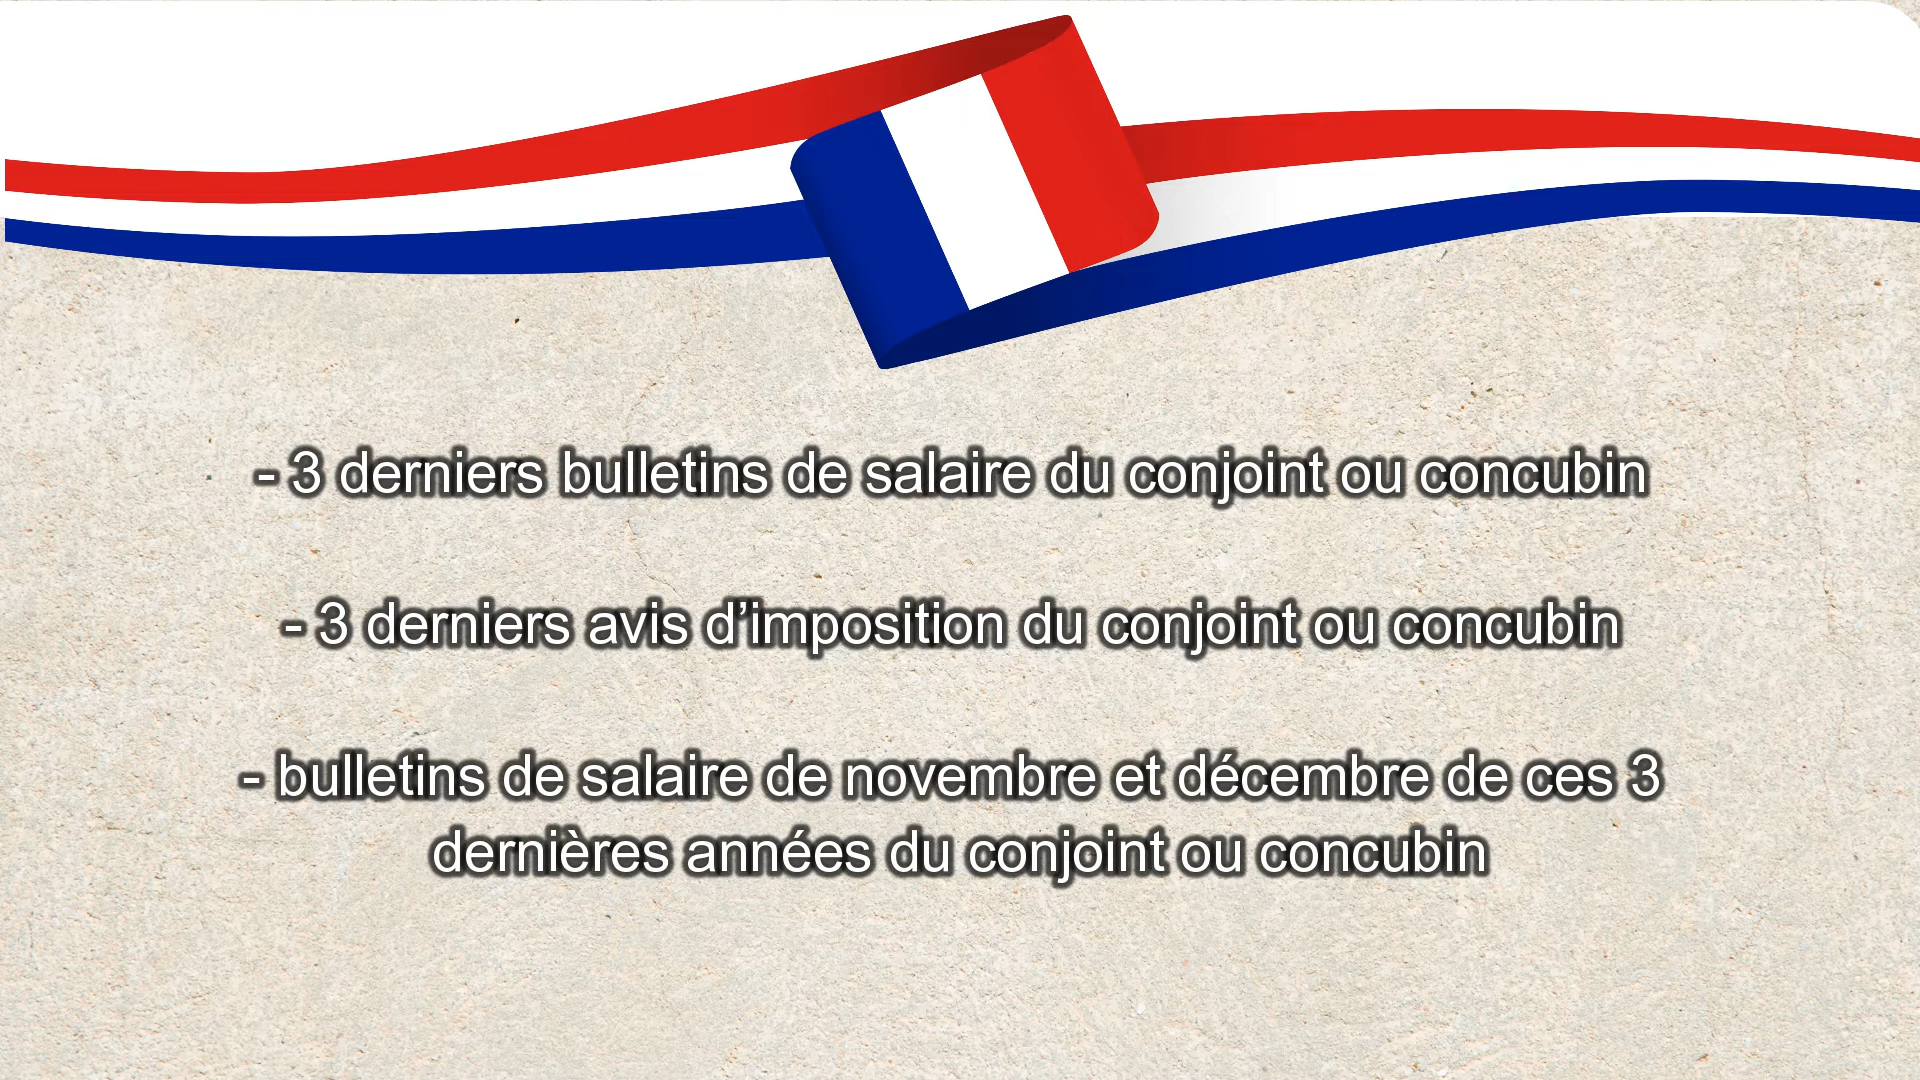 - 3 derniers bulletins de salaire du conjoint ou concubin
- 3 derniers avis d’imposition du conjoint ou concubin
- bulletins de salaire de novembre et décembre de ces 3
dernières années du conjoint ou concubin